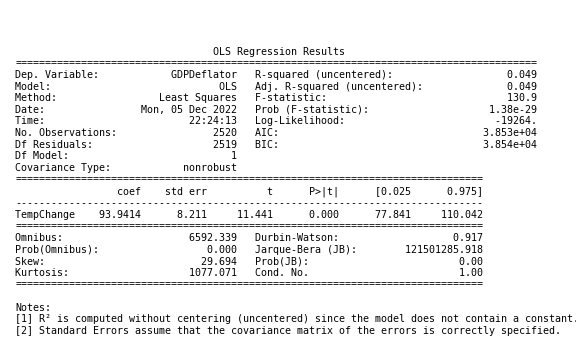 OLS Regression Results
==============================================================================
Dep. Variable: GDPDeflator R-squared (uncentered): 0.049
Model: OLS Adj. R-squared (uncentered): 0.049
Method: Least Squares F-statistic: 130.9
Date: Mon, 05 Dec 2022 Prob (F-statistic): 1.38e-29
Time: 22:24:13 Log-Likelihood: -19264.
No. Observations: 2520 AIC: 3.853e+04
Df Residuals: 2519 BIC: 3.854e+04
Df Model: 1
Covariance Type: nonrobust
==============================================================================
coef std err t P>|t| [0.025 0.975]
------------------------------------------------------------------------------
TempChange 93.9414 8.211 11.441 0.000 77.841 110.042
==============================================================================
Omnibus: 6592.339 Durbin-Watson: 0.917
Prob(Omnibus): 0.000 Jarque-Bera (JB): 121501285.918
Skew: 29.694 Prob(JB): 0.00
Kurtosis: 1077.071 Cond. No. 1.00
==============================================================================
Notes:
[1] R² is computed without centering (uncentered) since the model does not contain a constant.
[2] Standard Errors assume that the covariance matrix of the errors is correctly specified.